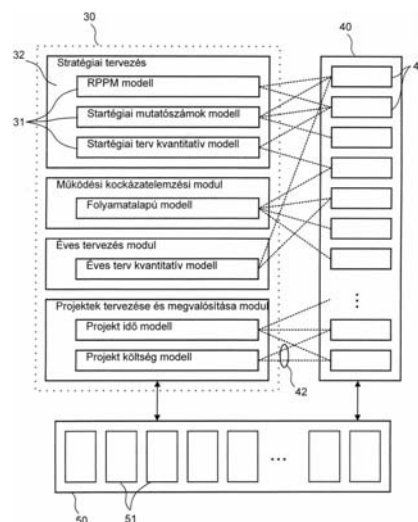 30
40
32
Stratégiai tervezés
RPPM modell
31
Startégiai mutatószámok modell
Startégiai terv kvantitatív modell
Működési kockázatelemzési modul
Folyamatalapú modell
Éves tervezés modul
Éves terv kvantitatív modell
Projektek tervezése és megvalósítása modul
Projekt idő modell
Projekt költség modell
42
50
51